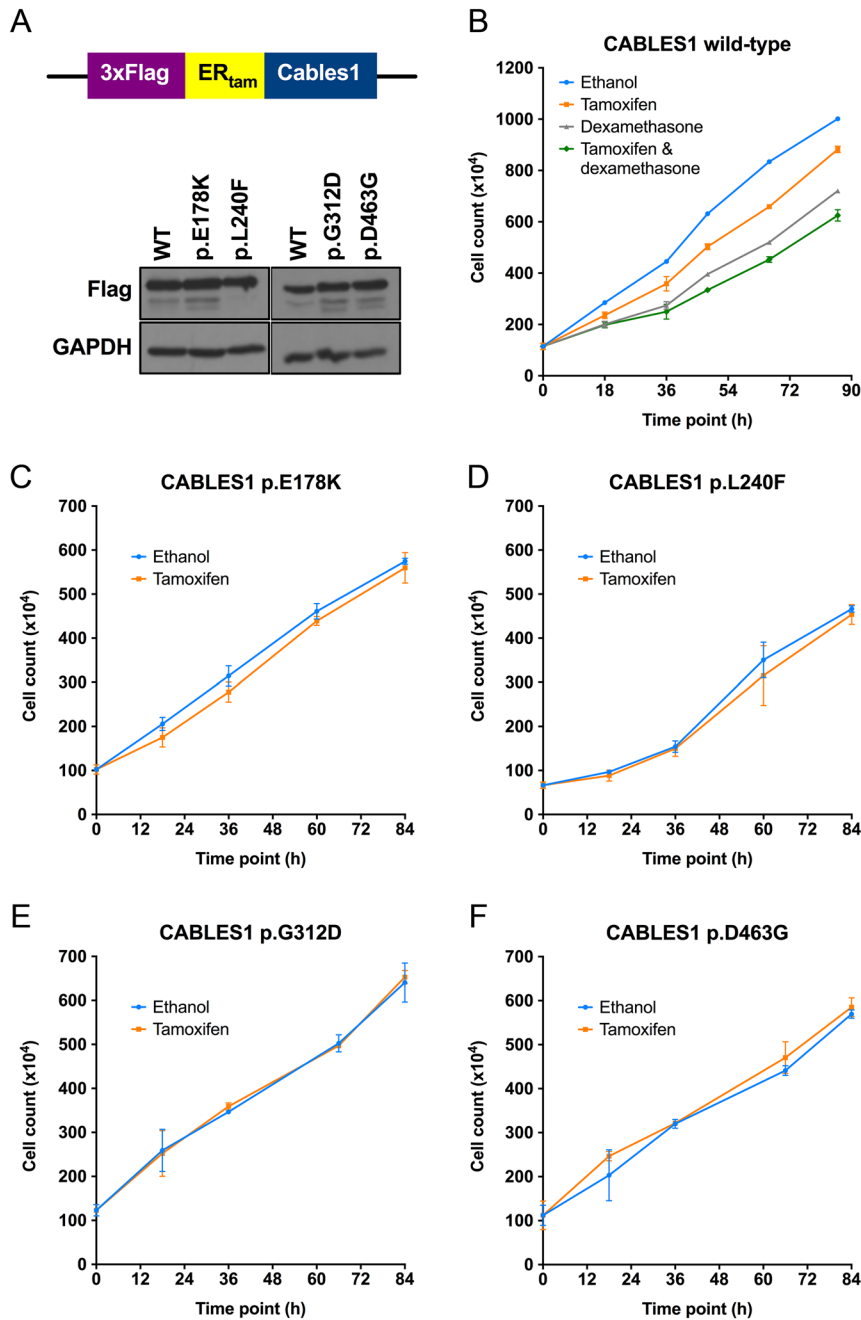 A
3xFlag ER_tam Cables1
WT p.E178K p.L240F WT p.G312D p.D463G
Flag
GAPDH
B
CABLES1 wild-type
Ethanol
Tamoxifen
Dexamethasone
Tamoxifen &
dexamethasone
Cell count (x10⁴)
1200
1000
800
600
400
200
0
0 18 36 54 72 90
Time point (h)
C
CABLES1 p.E178K
Ethanol
Tamoxifen
Cell count (x10⁴)
700
600
500
400
300
200
100
0
0 12 24 36 48 60 72 84
Time point (h)
D
CABLES1 p.L240F
Ethanol
Tamoxifen
Cell count (x10⁴)
700
600
500
400
300
200
100
0
0 12 24 36 48 60 72 84
Time point (h)
E
CABLES1 p.G312D
Ethanol
Tamoxifen
Cell count (x10⁴)
700
600
500
400
300
200
100
0
0 12 24 36 48 60 72 84
Time point (h)
F
CABLES1 p.D463G
Ethanol
Tamoxifen
Cell count (x10⁴)
700
600
500
400
300
200
100
0
0 12 24 36 48 60 72 84
Time point (h)